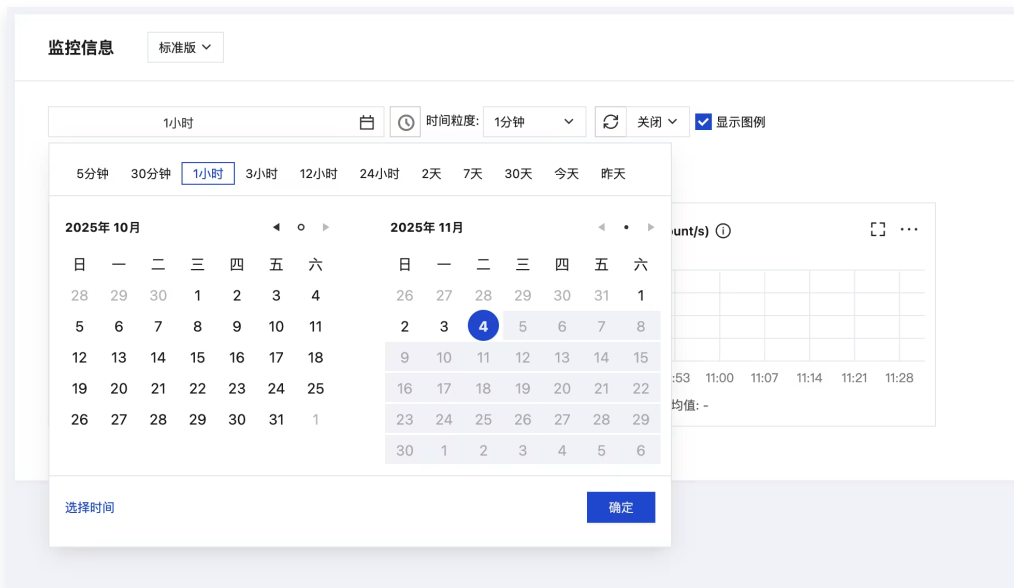 监控信息 标准版
1小时 时间粒度: 1分钟 关闭 显示图例
5分钟 30分钟 1小时 3小时 12小时 24小时 2天 7天 30天 今天 昨天
2025年 10月
日 一 二 三 四 五 六
28 29 30 1 2 3 4
5 6 7 8 9 10 11
12 13 14 15 16 17 18
19 20 21 22 23 24 25
26 27 28 29 30 31 1
2025年 11月
日 一 二 三 四 五 六
26 27 28 29 30 31 1
2 3 4 5 6 7 8
9 10 11 12 13 14 15
16 17 18 19 20 21 22
23 24 25 26 27 28 29
30 1 2 3 4 5 6
选择时间 确定
ount/s)
:53 11:00 11:07 11:14 11:21 11:28
均值: -